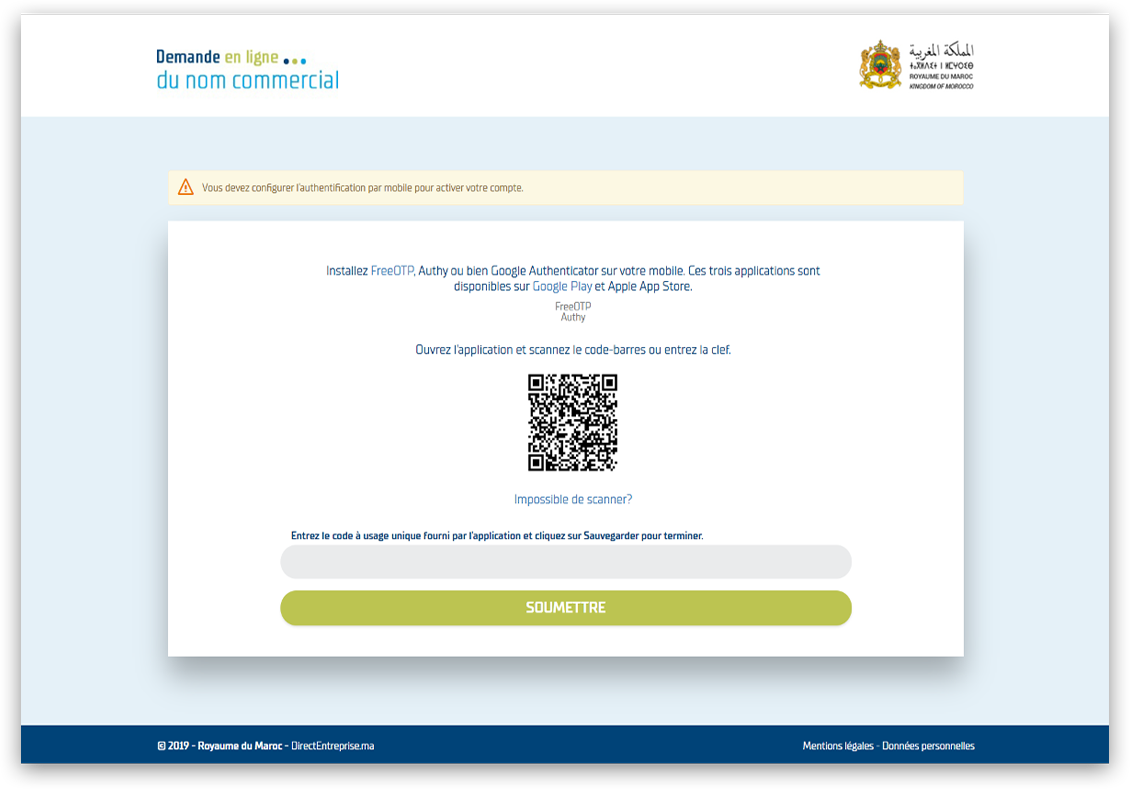 Demande en ligne
du nom commercial
المملكة المغربية
ⵜⴰⴳⵍⴷⵉⵜ ⵏ ⵍⵎⵖⵔⵉⴱ
ROYAUME DU MAROC
KINGDOM OF MOROCCO
Vous devez configurer l'authentification par mobile pour activer votre compte.
Installez FreeOTP, Authy ou bien Google Authenticator sur votre mobile. Ces trois applications sont
disponibles sur Google Play et Apple App Store.
FreeOTP
Authy
Ouvrez l'application et scannez le code-barres ou entrez la clef.
Impossible de scanner?
Entrez le code à usage unique fourni par l'application et cliquez sur Sauvegarder pour terminer.
SOUMETTRE
© 2019 - Royaume du Maroc - DirectEntreprise.ma
Mentions légales - Données personnelles